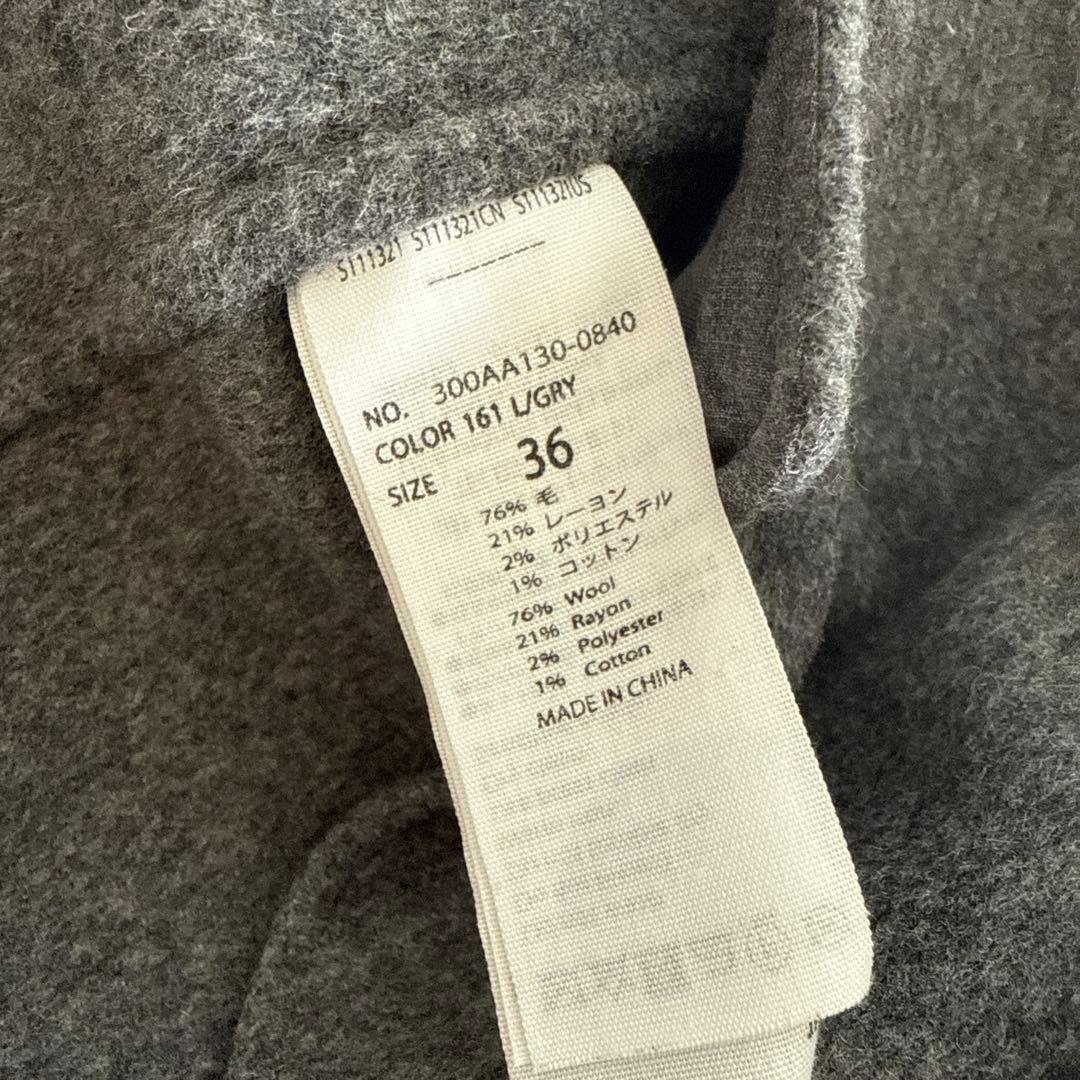 S111321 S111321CN S111321US
NO. 300AA130-0840
COLOR 161 L/GRY
SIZE 36
76% 毛
21% レーヨン
2% ポリエステル
1% コットン
76% Wool
21% Rayon
2% Polyester
1% Cotton
MADE IN CHINA